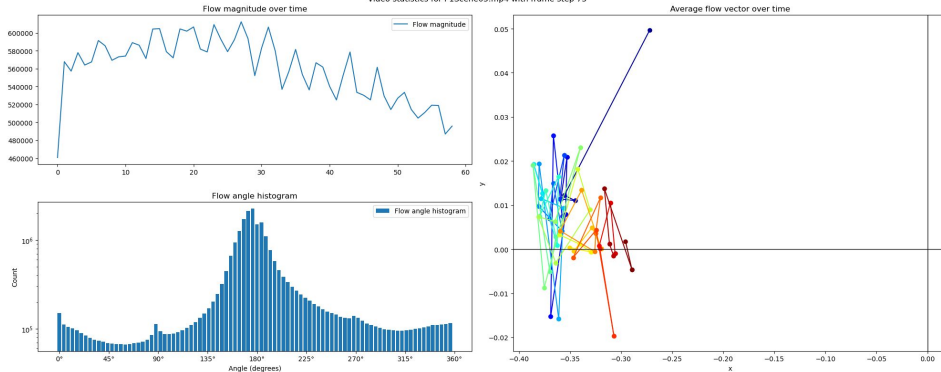 Video statistics for P1Scene05.mp4 with frame step 75
Flow magnitude over time
Flow magnitude
600000
580000
560000
540000
520000
500000
480000
460000
0 10 20 30 40 50 60
Flow angle histogram
Flow angle histogram
Count
10⁶
10⁵
0° 45° 90° 135° 180° 225° 270° 315° 360°
Angle (degrees)
Average flow vector over time
y
0.05
0.04
0.03
0.02
0.01
0.00
−0.01
−0.02
−0.40 −0.35 −0.30 −0.25 −0.20 −0.15 −0.10 −0.05 0.00
x